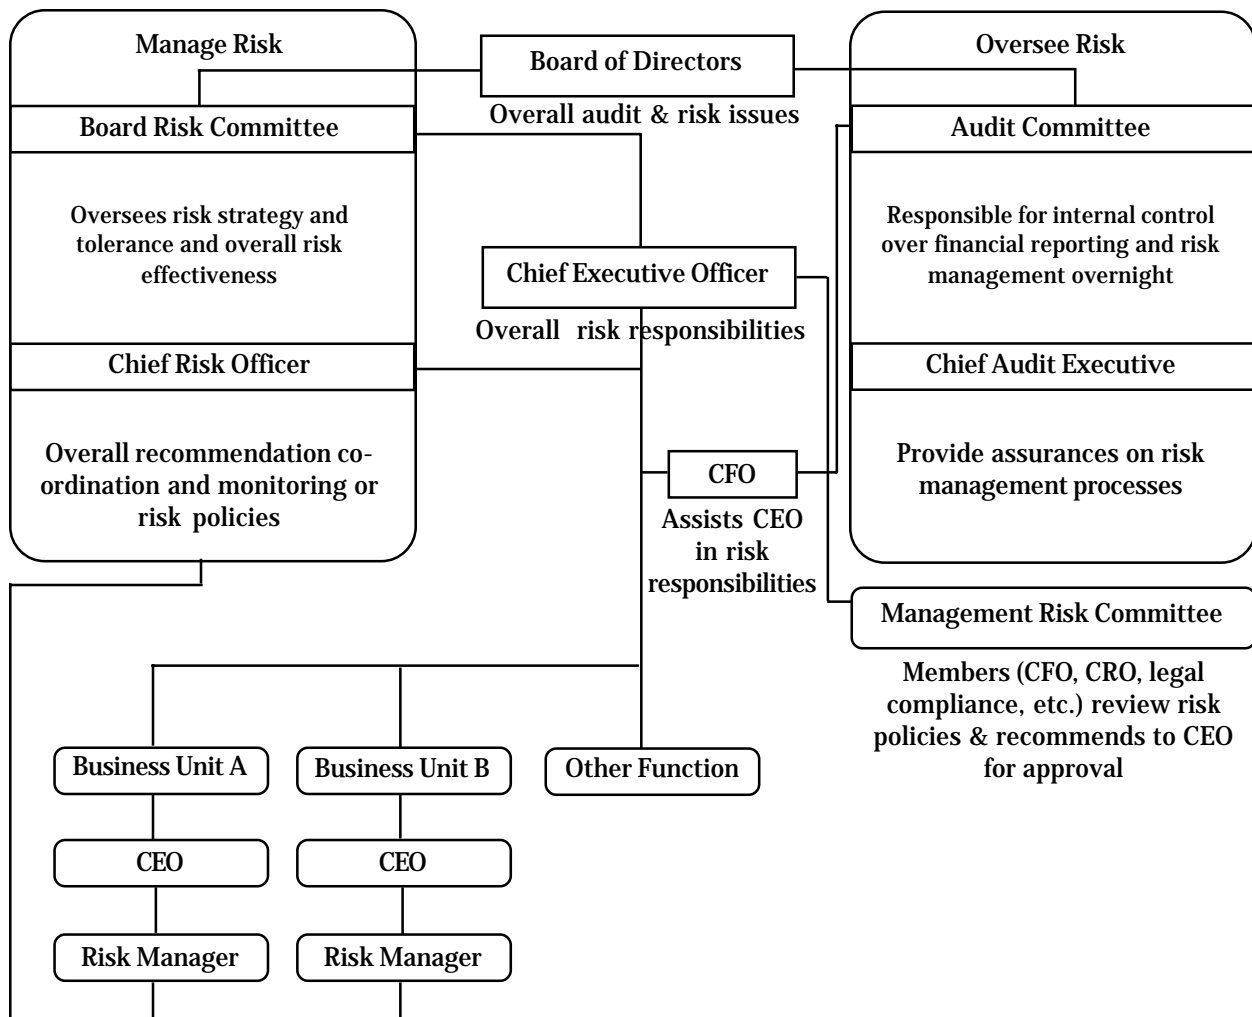 Manage Risk
Board of Directors
Overall audit & risk issues
Oversee Risk
Board Risk Committee
Audit Committee
Oversees risk strategy and
tolerance and overall risk
effectiveness
Responsible for internal control
over financial reporting and risk
management overnight
Chief Executive Officer
Overall risk responsibilities
Chief Risk Officer
Chief Audit Executive
Overall recommendation co-
ordination and monitoring or
risk policies
CFO
Assists CEO
in risk
responsibilities
Provide assurances on risk
management processes
Management Risk Committee
Members (CFO, CRO, legal
compliance, etc.) review risk
policies & recommends to CEO
for approval
Business Unit A
Business Unit B
Other Function
CEO
CEO
Risk Manager
Risk Manager